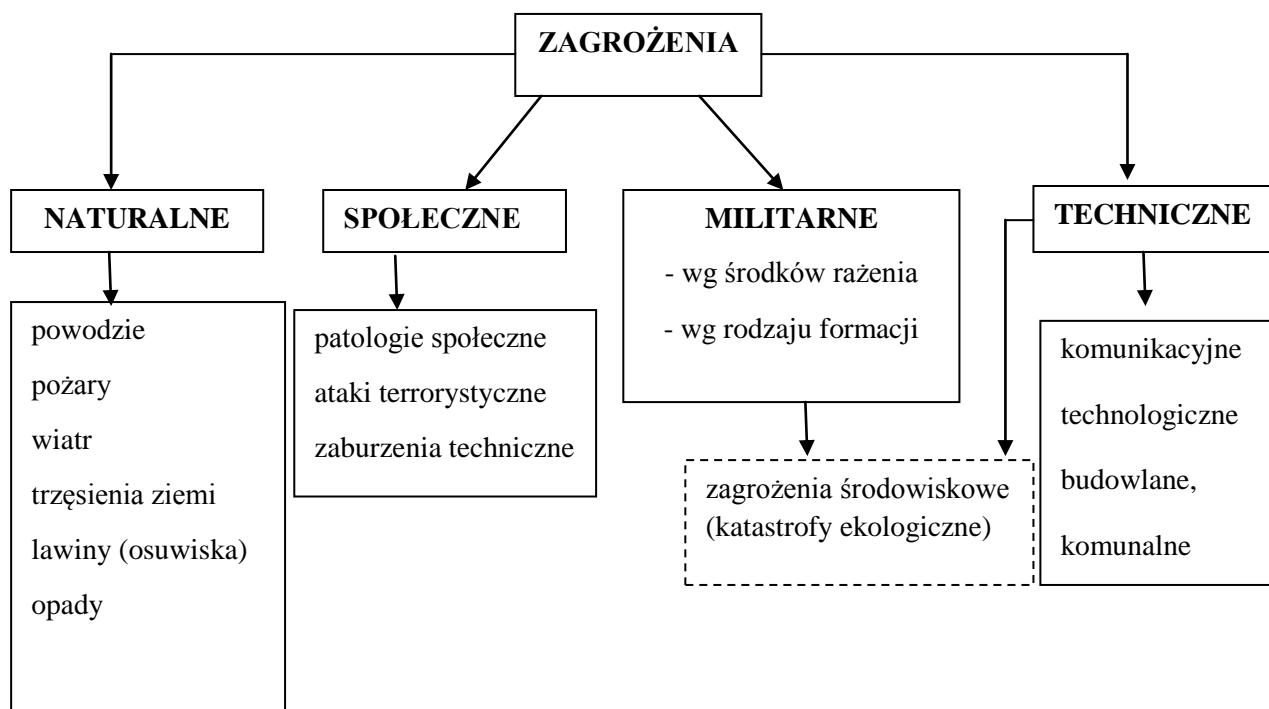 ZAGROŻENIA
NATURALNE
powodzie
pożary
wiatr
trzęsienia ziemi
lawiny (osuwiska)
opady
SPOŁECZNE
patologie społeczne
ataki terrorystyczne
zaburzenia techniczne
MILITARNE
- wg środków rażenia
- wg rodzaju formacji
zagrożenia środowiskowe
(katastrofy ekologiczne)
TECHNICZNE
komunikacyjne
technologiczne
budowlane,
komunalne